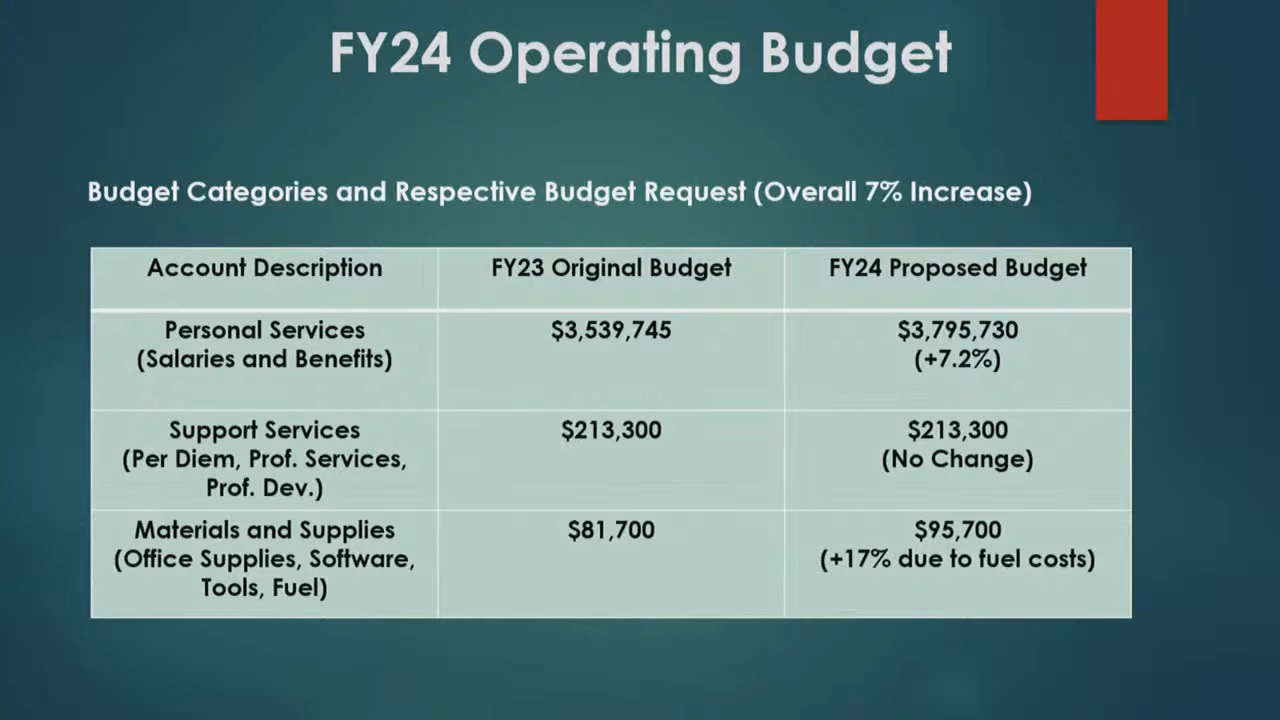 FY24 Operating Budget
Budget Categories and Respective Budget Request (Overall 7% Increase)
Account Description
FY23 Original Budget
FY24 Proposed Budget
Personal Services
(Salaries and Benefits)
$3,539,745
$3,795,730
(+7.2%)
Support Services
(Per Diem, Prof. Services,
Prof. Dev.)
$213,300
$213,300
(No Change)
Materials and Supplies
(Office Supplies, Software,
Tools, Fuel)
$81,700
$95,700
(+17% due to fuel costs)